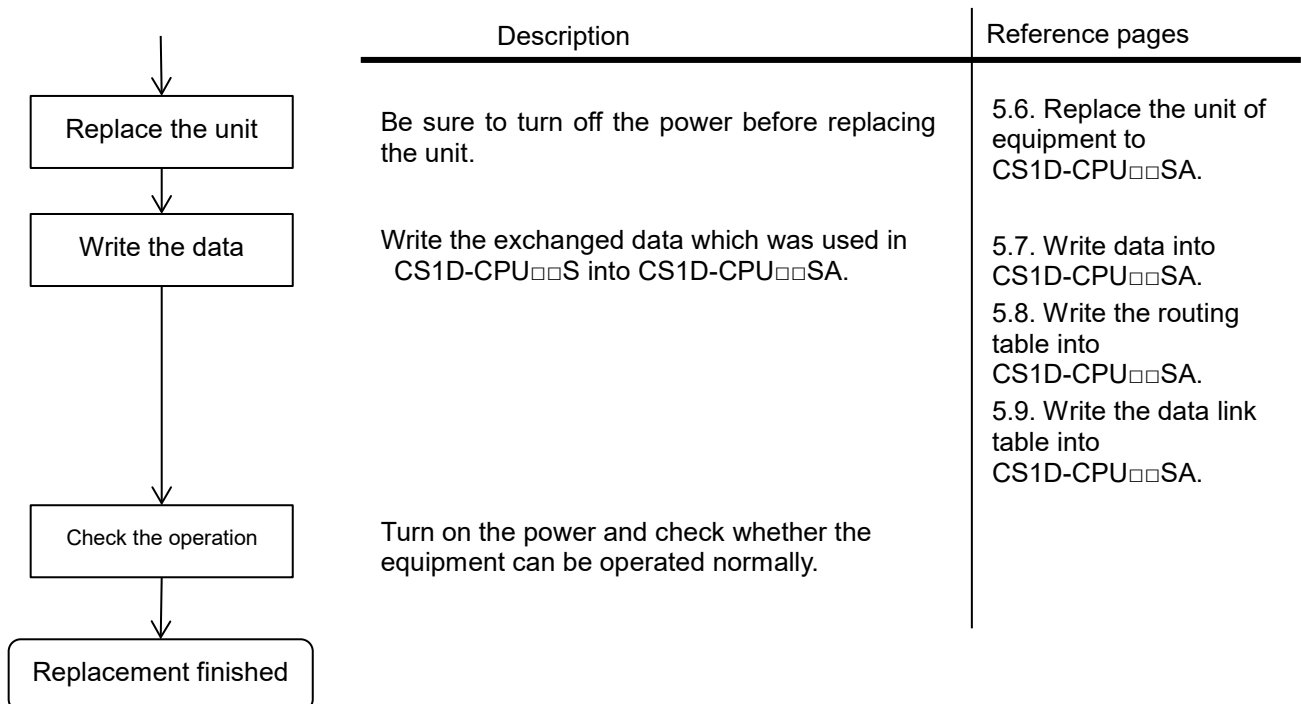 Description
Reference pages
Replace the unit
Be sure to turn off the power before replacing
the unit.
5.6. Replace the unit of
equipment to
CS1D-CPU□□SA.
Write the data
Write the exchanged data which was used in
CS1D-CPU□□S into CS1D-CPU□□SA.
5.7. Write data into
CS1D-CPU□□SA.
5.8. Write the routing
table into
CS1D-CPU□□SA.
5.9. Write the data link
table into
CS1D-CPU□□SA.
Check the operation
Turn on the power and check whether the
equipment can be operated normally.
Replacement finished